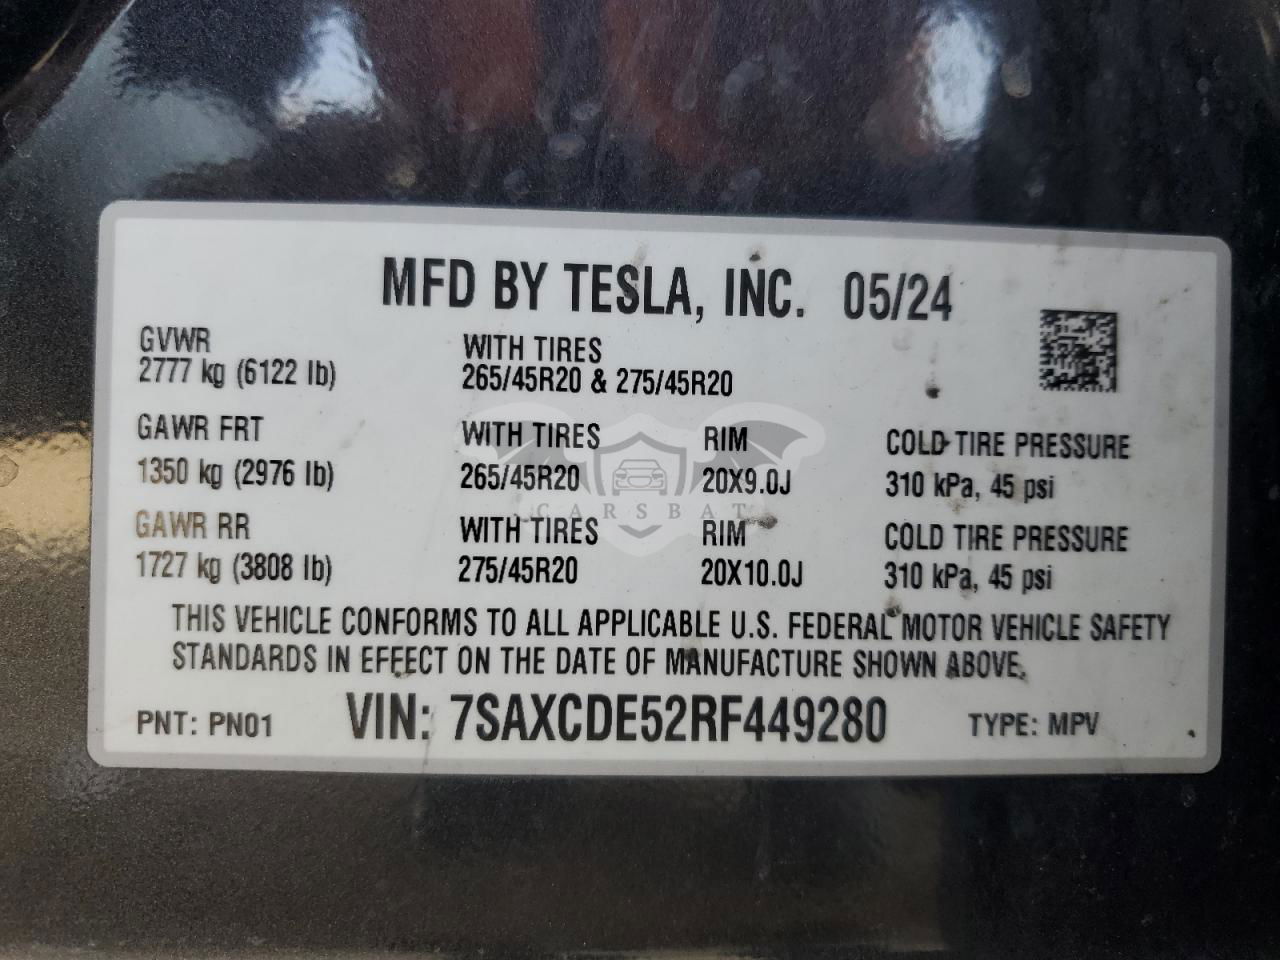 MFD BY TESLA, INC. 05/24
GVWR
2777 kg (6122 lb)
WITH TIRES
265/45R20 & 275/45R20
GAWR FRT
1350 kg (2976 lb)
WITH TIRES
265/45R20
RIM
20X9.0J
COLD TIRE PRESSURE
310 kPa, 45 psi
GAWR RR
1727 kg (3808 lb)
WITH TIRES
275/45R20
RIM
20X10.0J
COLD TIRE PRESSURE
310 kPa, 45 psi
CARSBAT
THIS VEHICLE CONFORMS TO ALL APPLICABLE U.S. FEDERAL MOTOR VEHICLE SAFETY
STANDARDS IN EFFECT ON THE DATE OF MANUFACTURE SHOWN ABOVE.
PNT: PN01 VIN: 7SAXCDE52RF449280 TYPE: MPV